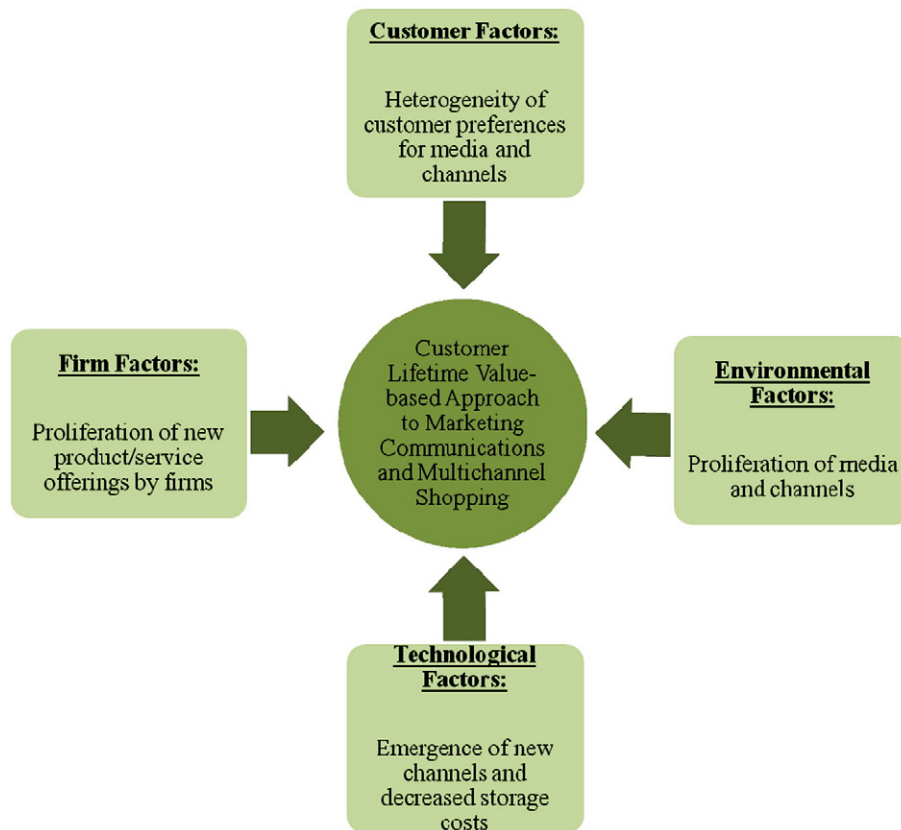 Customer Factors:
Heterogeneity of
customer preferences
for media and
channels
Firm Factors:
Proliferation of new
product/service
offerings by firms
Customer
Lifetime Value-
based Approach
to Marketing
Communications
and Multichannel
Shopping
Environmental
Factors:
Proliferation of media
and channels
Technological
Factors:
Emergence of new
channels and
decreased storage
costs